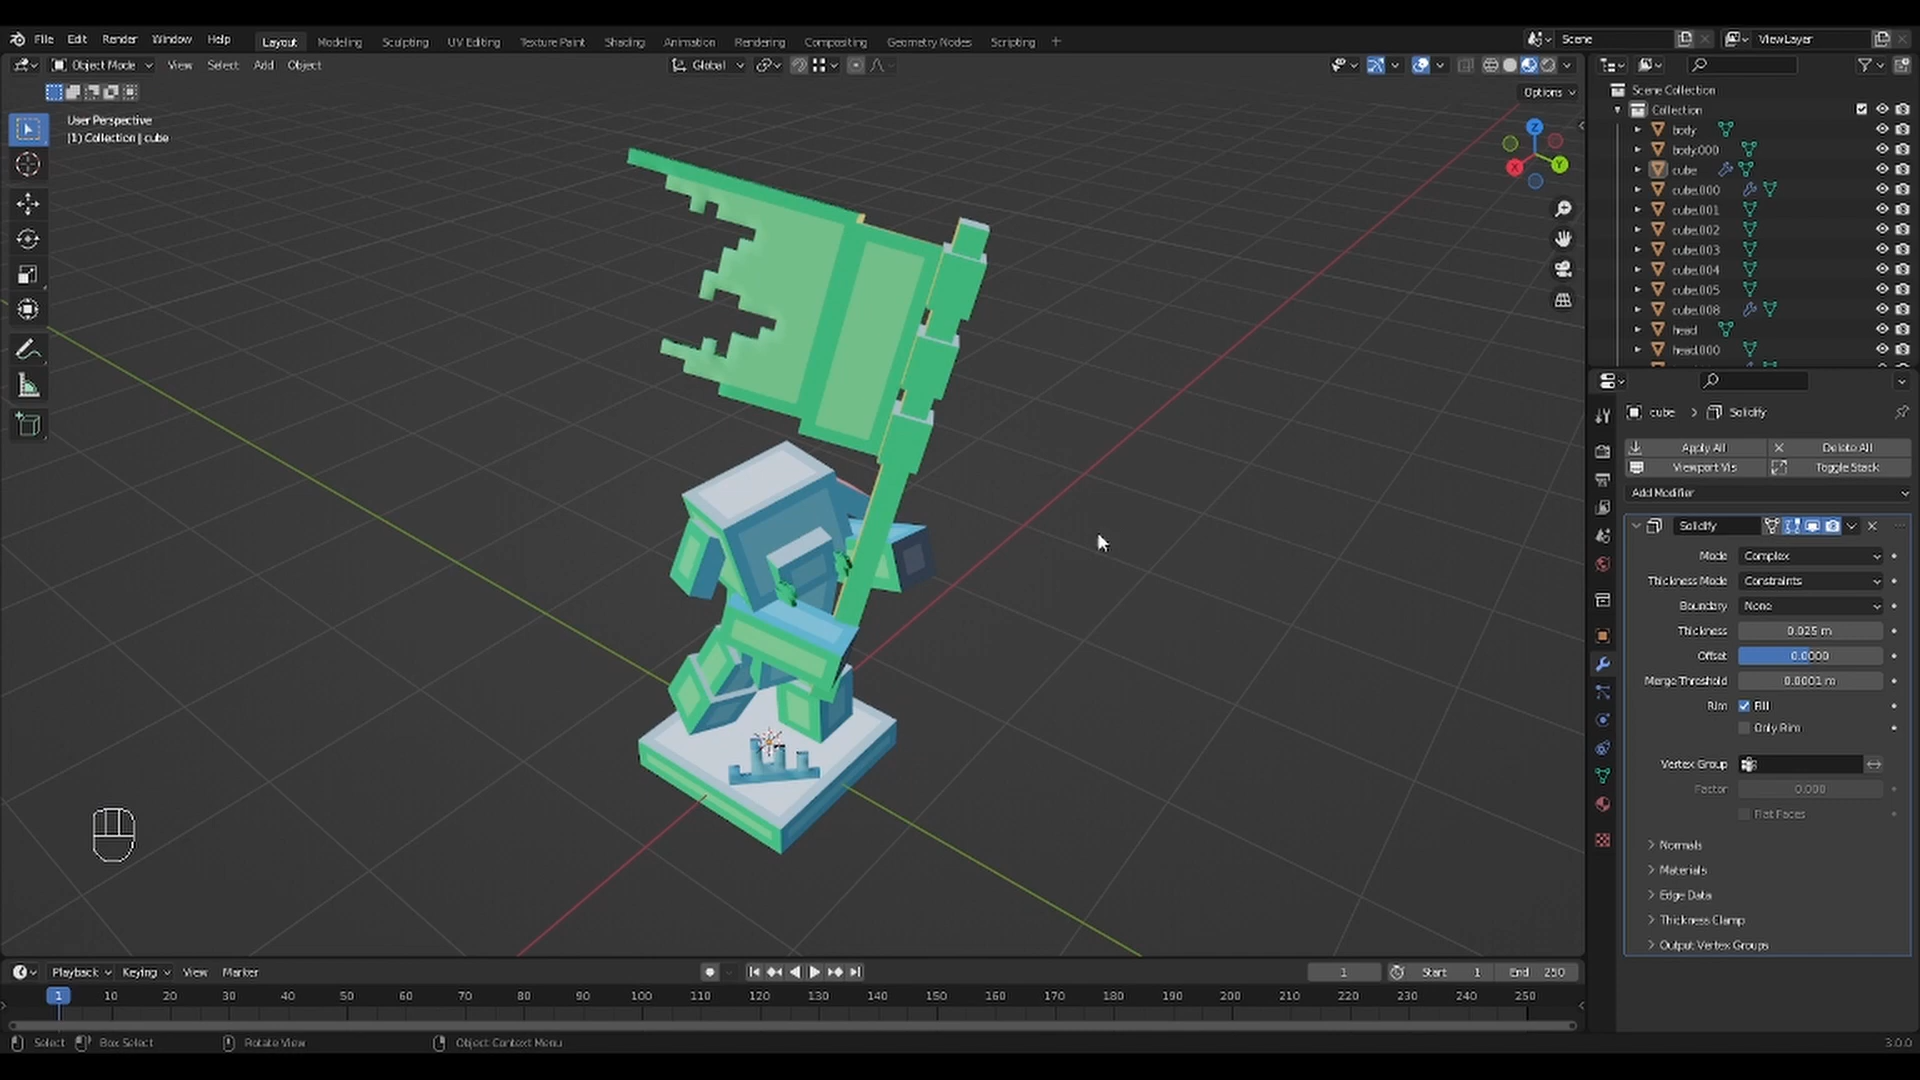 File Edit Render Window Help Layout Modeling Sculpting UV Editing Texture Paint Shading Animation Rendering Compositing Geometry Nodes Scripting + Scene ViewLayer
Object Mode View Select Add Object Global
Options
User Perspective
(1) Collection | cube
Z
Y
X
Scene Collection
Collection
body
body.000
cube
cube.000
cube.001
cube.002
cube.003
cube.004
cube.005
cube.008
head
head.000
cube > Solidify
Apply All Delete All
Viewport Vis Toggle Stack
Add Modifier
Solidify
Mode Complex
Thickness Mode Constraints
Boundary None
Thickness 0.025 m
Offset 0.0000
Merge Threshold 0.0001 m
Rim Fill
Only Rim
Vertex Group
Factor 0.000
Flat Faces
Normals
Materials
Edge Data
Thickness Clamp
Output Vertex Groups
Playback Keying View Marker 1 Start 1 End 250
1 10 20 30 40 50 60 70 80 90 100 110 120 130 140 150 160 170 180 190 200 210 220 230 240 250
Select Box Select Rotate View Object Context Menu 3.0.0